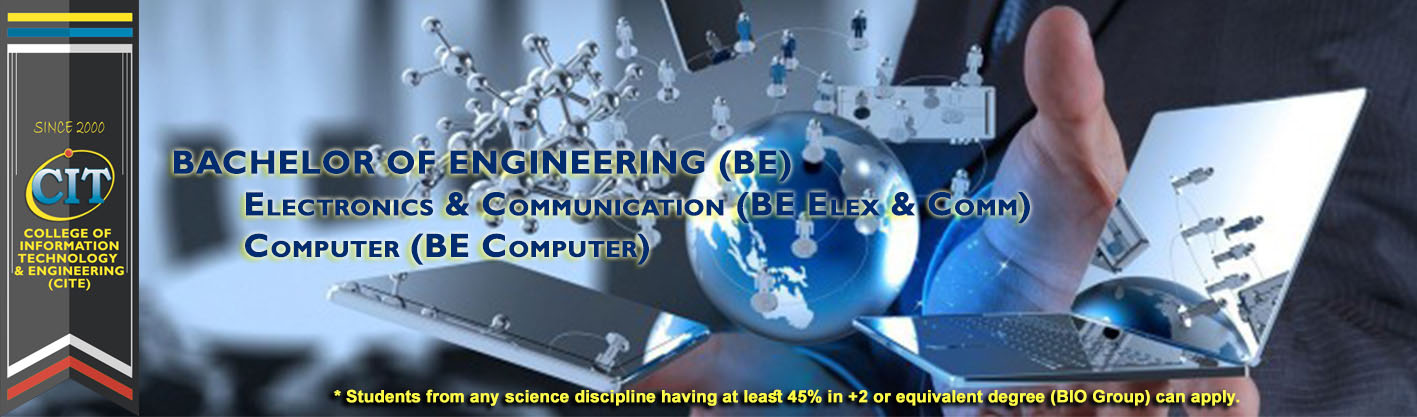 SINCE 2000
CIT
COLLEGE OF
INFORMATION
TECHNOLOGY
& ENGINEERING
(CITE)
BACHELOR OF ENGINEERING (BE)
ELECTRONICS & COMMUNICATION (BE ELEX & COMM)
COMPUTER (BE COMPUTER)
* Students from any science discipline having at least 45% in +2 or equivalent degree (BIO Group) can apply.